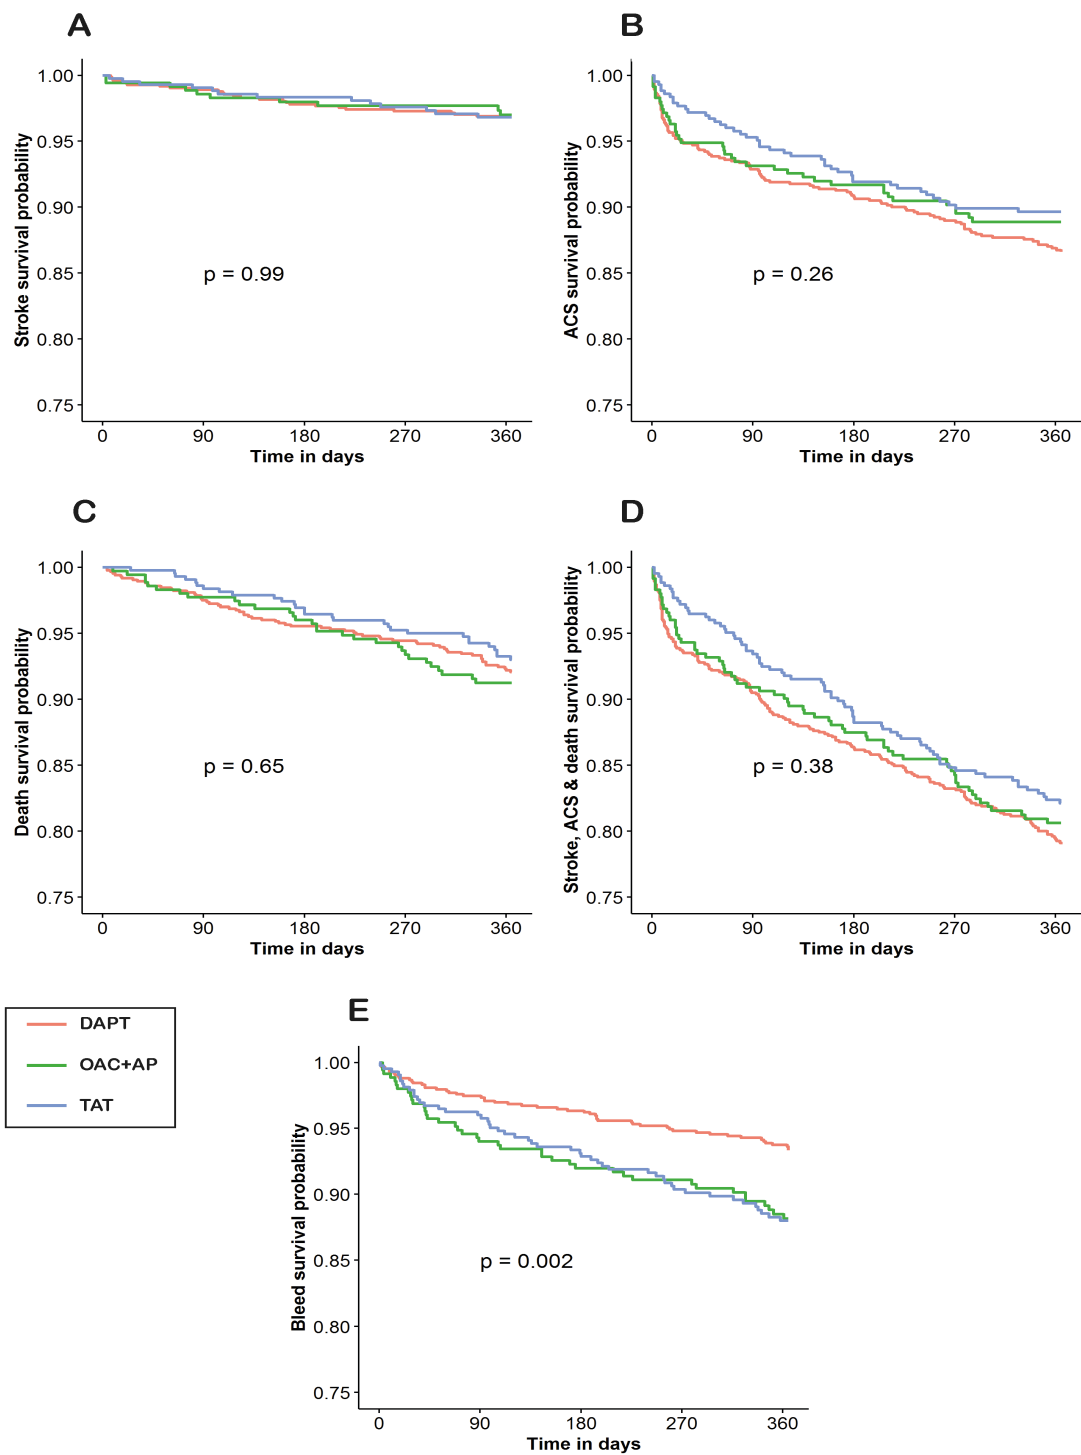 A
Stroke survival probability
1.00
0.95
0.90
0.85
0.80
0.75
p = 0.99
0 90 180 270 360
Time in days
B
ACS survival probability
1.00
0.95
0.90
0.85
0.80
0.75
p = 0.26
0 90 180 270 360
Time in days
C
Death survival probability
1.00
0.95
0.90
0.85
0.80
0.75
p = 0.65
0 90 180 270 360
Time in days
D
Stroke, ACS & death survival probability
1.00
0.95
0.90
0.85
0.80
0.75
p = 0.38
0 90 180 270 360
Time in days
DAPT
OAC+AP
TAT
E
Bleed survival probability
1.00
0.95
0.90
0.85
0.80
0.75
p = 0.002
0 90 180 270 360
Time in days